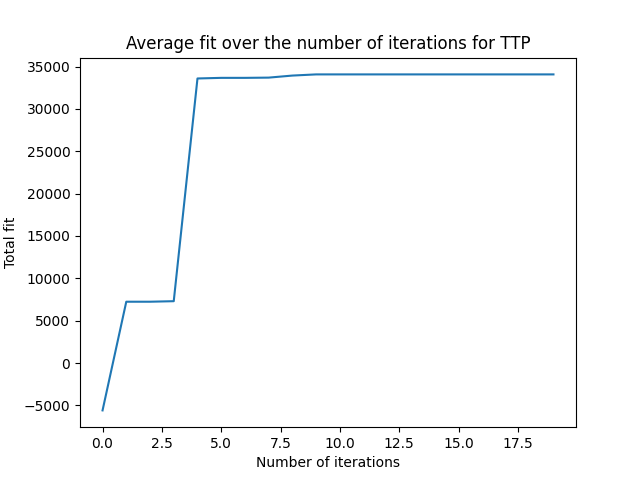 Average fit over the number of iterations for TTP
Total fit
35000
30000
25000
20000
15000
10000
5000
0
−5000
0.0 2.5 5.0 7.5 10.0 12.5 15.0 17.5
Number of iterations